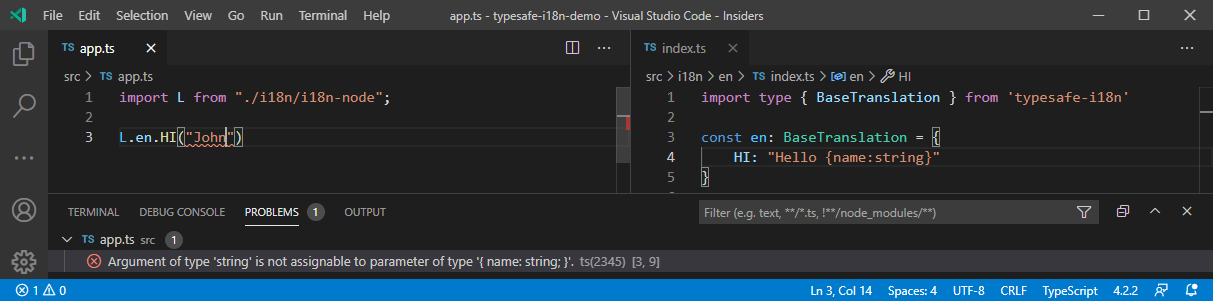 File Edit Selection View Go Run Terminal Help app.ts - typesafe-i18n-demo - Visual Studio Code - Insiders
TS app.ts
src > TS app.ts
1 import L from "./i18n/i18n-node";
2
3 L.en.HI("John")
TS index.ts
src > i18n > en > TS index.ts > en > HI
1 import type { BaseTranslation } from 'typesafe-i18n'
2
3 const en: BaseTranslation = {
4 HI: "Hello {name:string}"
5 }
TERMINAL DEBUG CONSOLE PROBLEMS 1 OUTPUT Filter (e.g. text, **/*.ts, !**/node_modules/**)
TS app.ts src 1
Argument of type 'string' is not assignable to parameter of type '{ name: string; }'. ts(2345) [3, 9]
1 0 Ln 3, Col 14 Spaces: 4 UTF-8 CRLF TypeScript 4.2.2